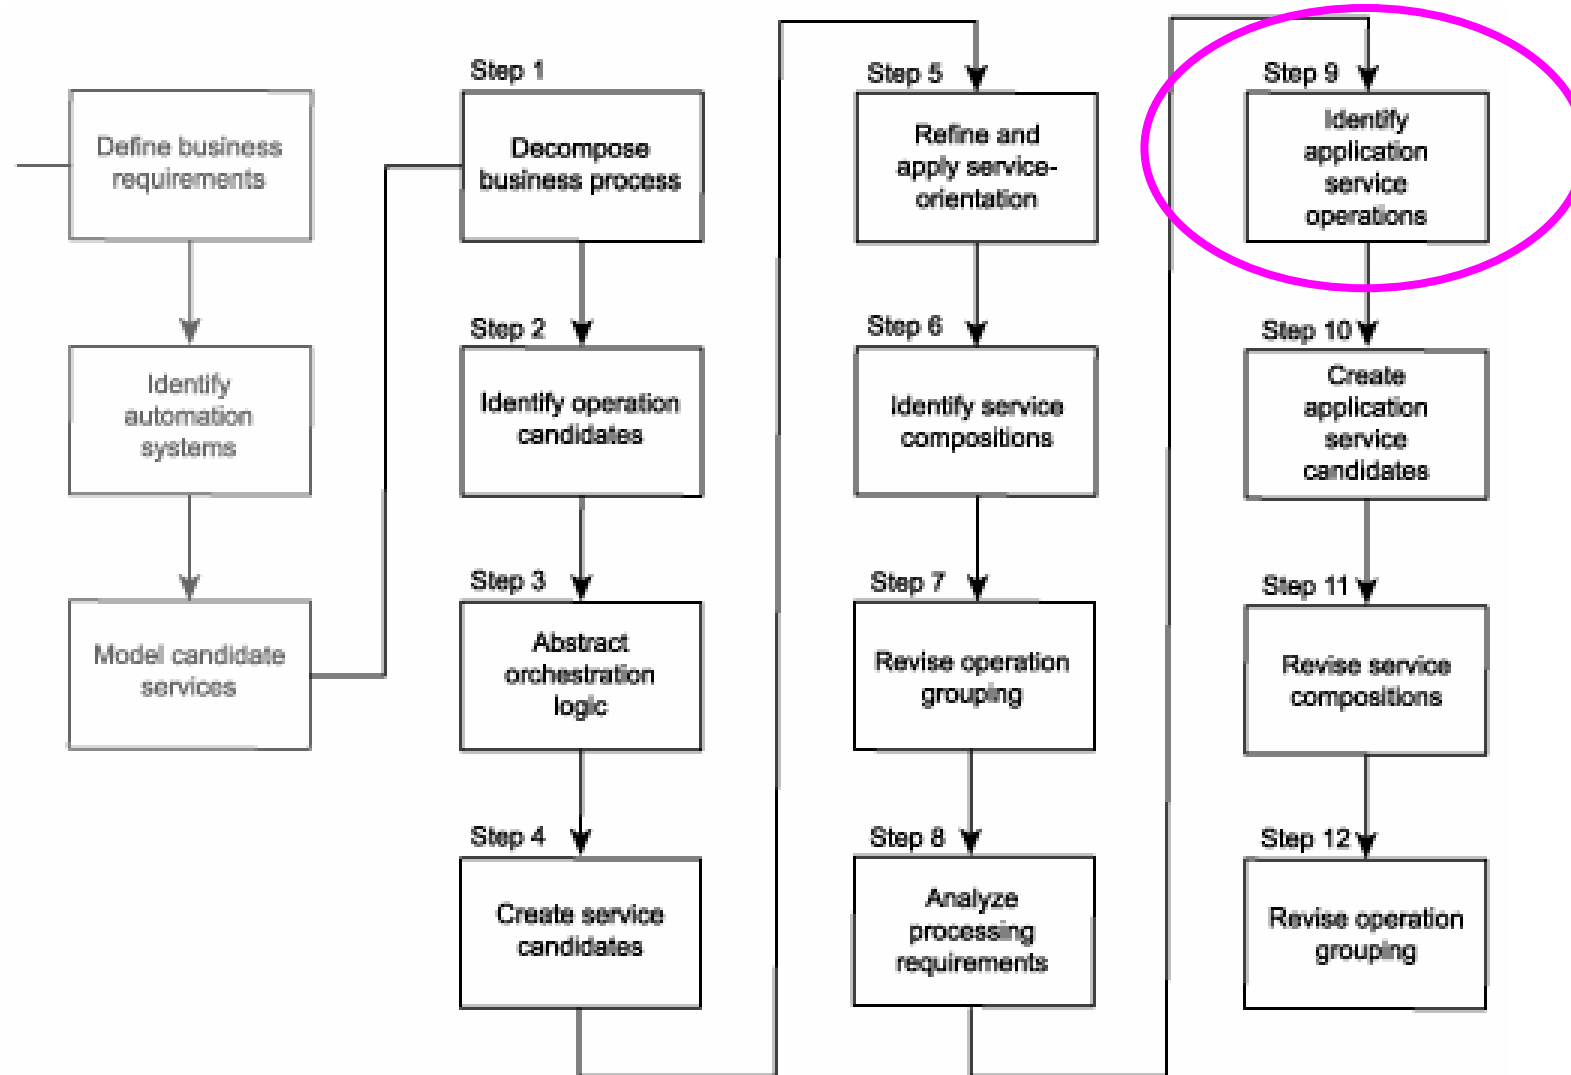 Define business
requirements
Identify
automation
systems
Model candidate
services
Step 1
Decompose
business process
Step 2
Identify operation
candidates
Step 3
Abstract
orchestration
logic
Step 4
Create service
candidates
Step 5
Refine and
apply service-
orientation
Step 6
Identify service
compositions
Step 7
Revise operation
grouping
Step 8
Analyze
processing
requirements
Step 9
Identify
application
service
operations
Step 10
Create
application
service
candidates
Step 11
Revise service
compositions
Step 12
Revise operation
grouping